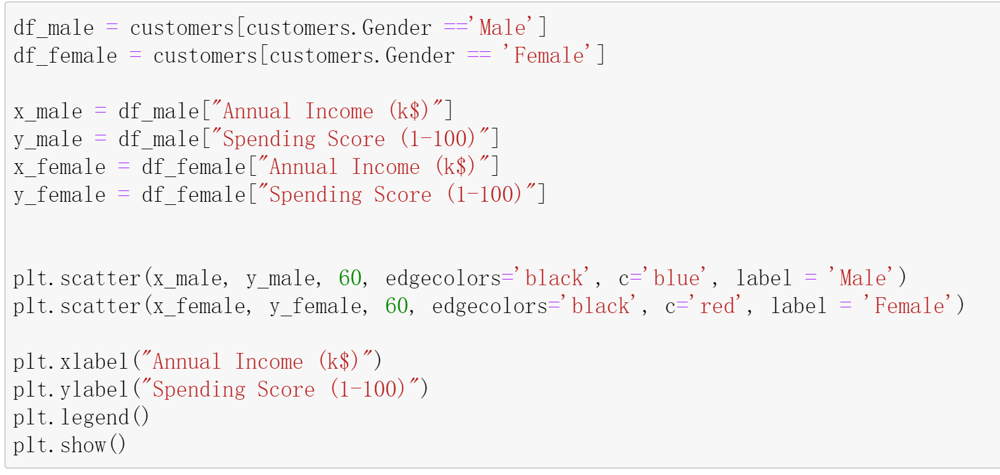 df_male = customers[customers.Gender =='Male']
df_female = customers[customers.Gender == 'Female']
x_male = df_male["Annual Income (k$)"]
y_male = df_male["Spending Score (1-100)"]
x_female = df_female["Annual Income (k$)"]
y_female = df_female["Spending Score (1-100)"]
plt.scatter(x_male, y_male, 60, edgecolors='black', c='blue', label = 'Male')
plt.scatter(x_female, y_female, 60, edgecolors='black', c='red', label = 'Female')
plt.xlabel("Annual Income (k$)")
plt.ylabel("Spending Score (1-100)")
plt.legend()
plt.show()